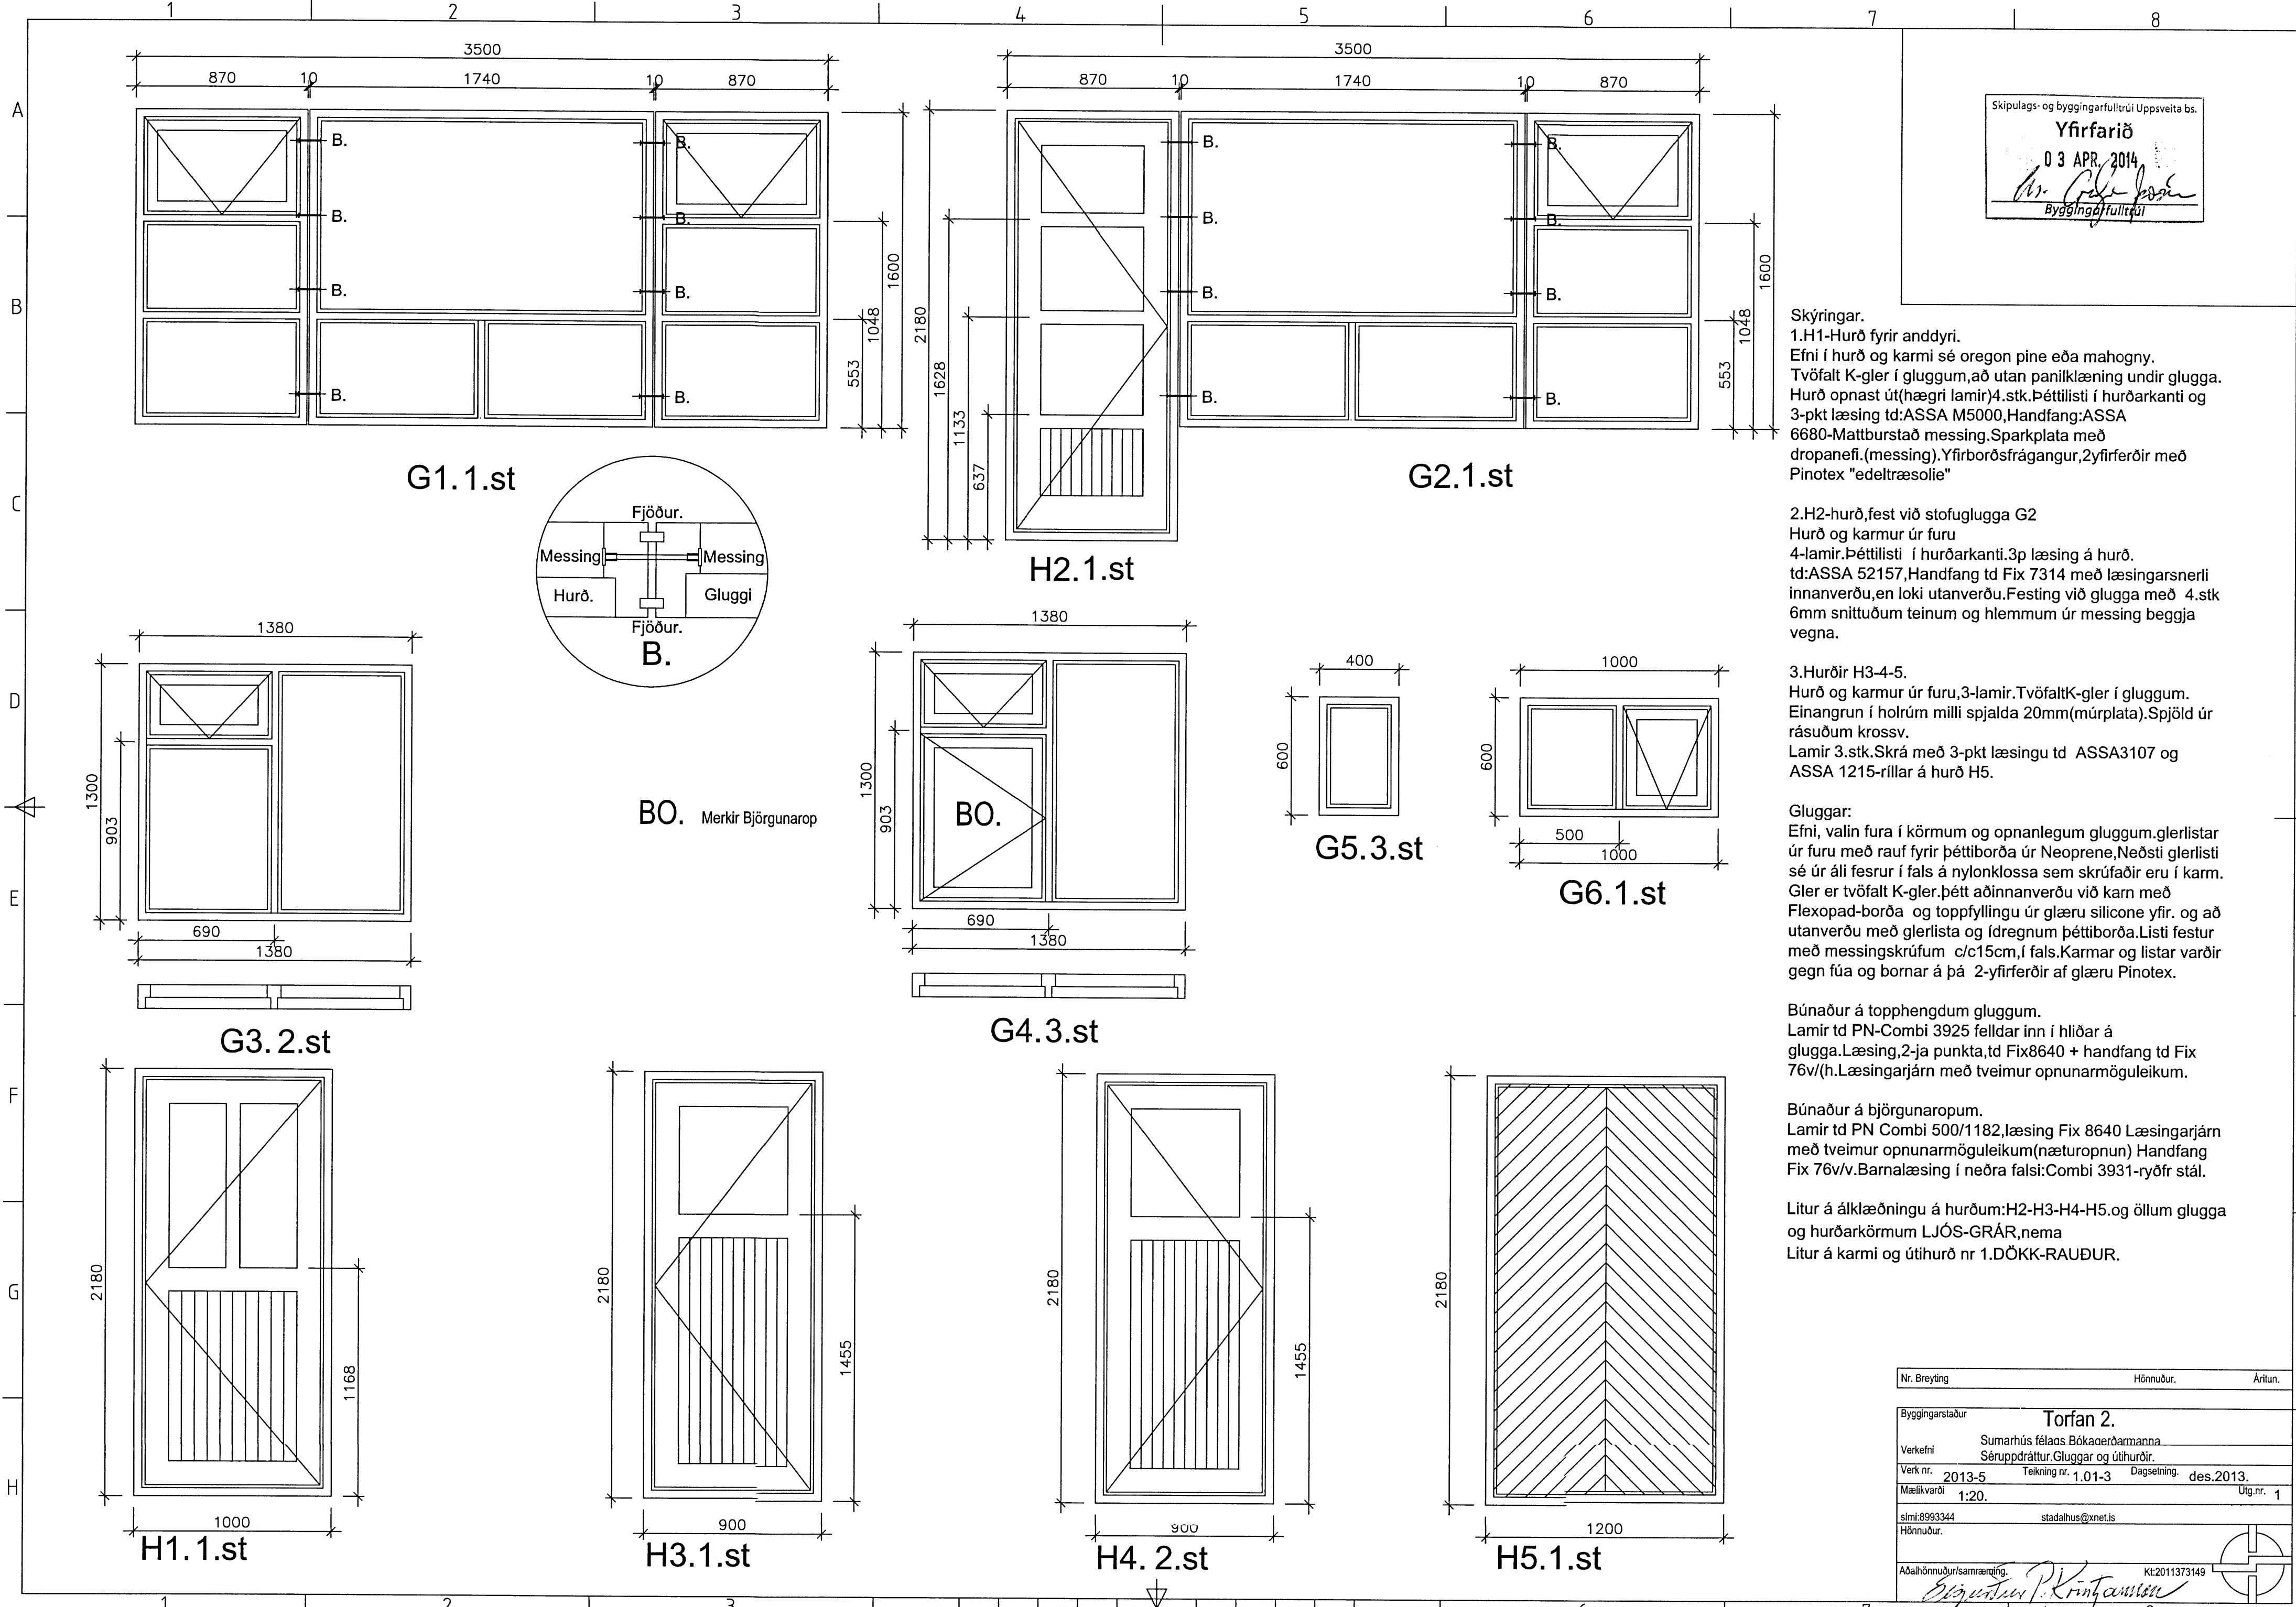 1 2 3 4 5 6 7 8
A
B
C
D
E
F
G
H
3500
870 10 1740 10 870
B. B.
B. B.
B. B.
B. B.
553
1048
1600
G1.1.st
3500
870 10 1740 10 870
B. B.
B. B.
B. B.
B. B.
2180
1628
1133
637
553
1048
1600
H2.1.st
G2.1.st
Fjöður.
Messing Messing
Hurð. Gluggi
Fjöður.
B.
1380
1300
903
690
1380
G3.2.st
BO. Merkir Björgunarop
1380
1300
903
BO.
690
1380
G4.3.st
400
600
G5.3.st
1000
600
500
1000
G6.1.st
2180
1168
1000
H1.1.st
2180
1455
900
H3.1.st
2180
1455
900
H4.2.st
2180
1200
H5.1.st
Skipulags- og byggingarfulltrúi Uppsveita bs.
Yfirfarið
03 APR. 2014
Byggingarfulltrúi
Skýringar.
1.H1-Hurð fyrir anddyri.
Efni í hurð og karmi sé oregon pine eða mahogny.
Tvöfalt K-gler í gluggum,að utan panilklæning undir glugga.
Hurð opnast út(hægri lamir)4.stk.Þéttilisti í hurðarkanti og
3-pkt læsing td:ASSA M5000,Handfang:ASSA
6680-Mattburstað messing.Sparkplata með
dropanefi.(messing).Yfirborðsfrágangur,2yfirferðir með
Pinotex "edeltræsolie"
2.H2-hurð,fest við stofuglugga G2
Hurð og karmur úr furu
4-lamir.Þéttilisti í hurðarkanti.3p læsing á hurð.
td:ASSA 52157,Handfang td Fix 7314 með læsingarsnerli
innanverðu,en loki utanverðu.Festing við glugga með 4.stk
6mm snittuðum teinum og hlemmum úr messing beggja
vegna.
3.Hurðir H3-4-5.
Hurð og karmur úr furu,3-lamir.TvöfaltK-gler í gluggum.
Einangrun í holrúm milli spjalda 20mm(múrplata).Spjöld úr
rásuðum krossv.
Lamir 3.stk.Skrá með 3-pkt læsingu td ASSA3107 og
ASSA 1215-ríllar á hurð H5.
Gluggar:
Efni, valin fura í körmum og opnanlegum gluggum.glerlistar
úr furu með rauf fyrir þéttiborða úr Neoprene,Neðsti glerlisti
sé úr áli fesrur í fals á nylonklossa sem skrúfaðir eru í karm.
Gler er tvöfalt K-gler.þétt aðinnanverðu við karn með
Flexopad-borða og toppfyllingu úr glæru silicone yfir. og að
utanverðu með glerlista og ídregnum þéttiborða.Listi festur
með messingskrúfum c/c15cm,í fals.Karmar og listar varðir
gegn fúa og bornar á þá 2-yfirferðir af glæru Pinotex.
Búnaður á topphengdum gluggum.
Lamir td PN-Combi 3925 felldar inn í hliðar á
glugga.Læsing,2-ja punkta,td Fix8640 + handfang td Fix
76v/(h.Læsingarjárn með tveimur opnunarmöguleikum.
Búnaður á björgunaropum.
Lamir td PN Combi 500/1182,læsing Fix 8640 Læsingarjárn
með tveimur opnunarmöguleikum(næturopnun) Handfang
Fix 76v/v.Barnalæsing í neðra falsi:Combi 3931-ryðfr stál.
Litur á álklæðningu á hurðum:H2-H3-H4-H5.og öllum glugga
og hurðarkörmum LJÓS-GRÁR,nema
Litur á karmi og útihurð nr 1.DÖKK-RAUÐUR.
Nr. Breyting Hönnuður. Áritun.
Byggingarstaður Torfan 2.
Sumarhús félags Bókagerðarmanna
Verkefni Séruppdráttur.Gluggar og útihurðir.
Verk nr. 2013-5 Teikning nr. 1.01-3 Dagsetning. des.2013.
Mælikvarði 1:20. Útg.nr. 1
sími:8993344 stadalhus@xnet.is
Hönnuður.
Aðalhönnuður/samræming. Kt:2011373149